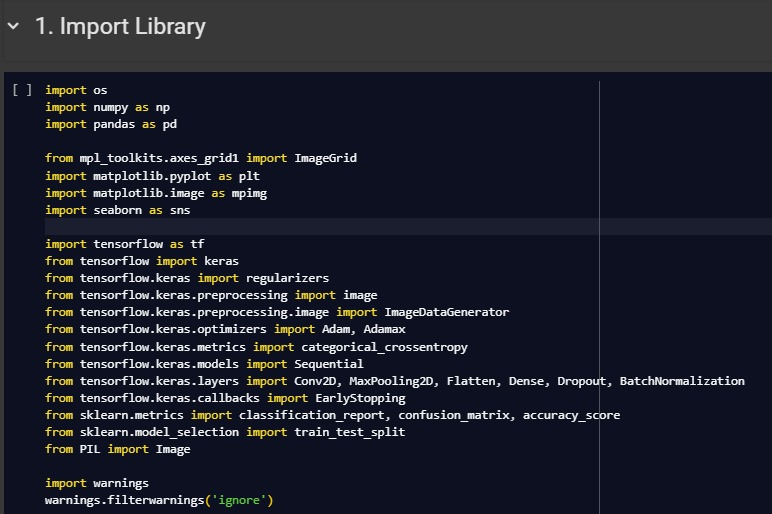 1. Import Library
[ ] import os
import numpy as np
import pandas as pd
from mpl_toolkits.axes_grid1 import ImageGrid
import matplotlib.pyplot as plt
import matplotlib.image as mpimg
import seaborn as sns
import tensorflow as tf
from tensorflow import keras
from tensorflow.keras import regularizers
from tensorflow.keras.preprocessing import image
from tensorflow.keras.preprocessing.image import ImageDataGenerator
from tensorflow.keras.optimizers import Adam, Adamax
from tensorflow.keras.metrics import categorical_crossentropy
from tensorflow.keras.models import Sequential
from tensorflow.keras.layers import Conv2D, MaxPooling2D, Flatten, Dense, Dropout, BatchNormalization
from tensorflow.keras.callbacks import EarlyStopping
from sklearn.metrics import classification_report, confusion_matrix, accuracy_score
from sklearn.model_selection import train_test_split
from PIL import Image
import warnings
warnings.filterwarnings('ignore')